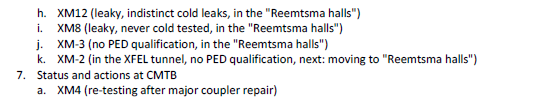 h. XM12 (leaky, indistinct cold leaks, in the "Reemtsma halls")
i. XM8 (leaky, never cold tested, in the "Reemtsma halls")
j. XM-3 (no PED qualification, in the "Reemtsma halls")
k. XM-2 (in the XFEL tunnel, no PED qualification, next: moving to "Reemtsma halls")
7. Status and actions at CMTB
a. XM4 (re-testing after major coupler repair)